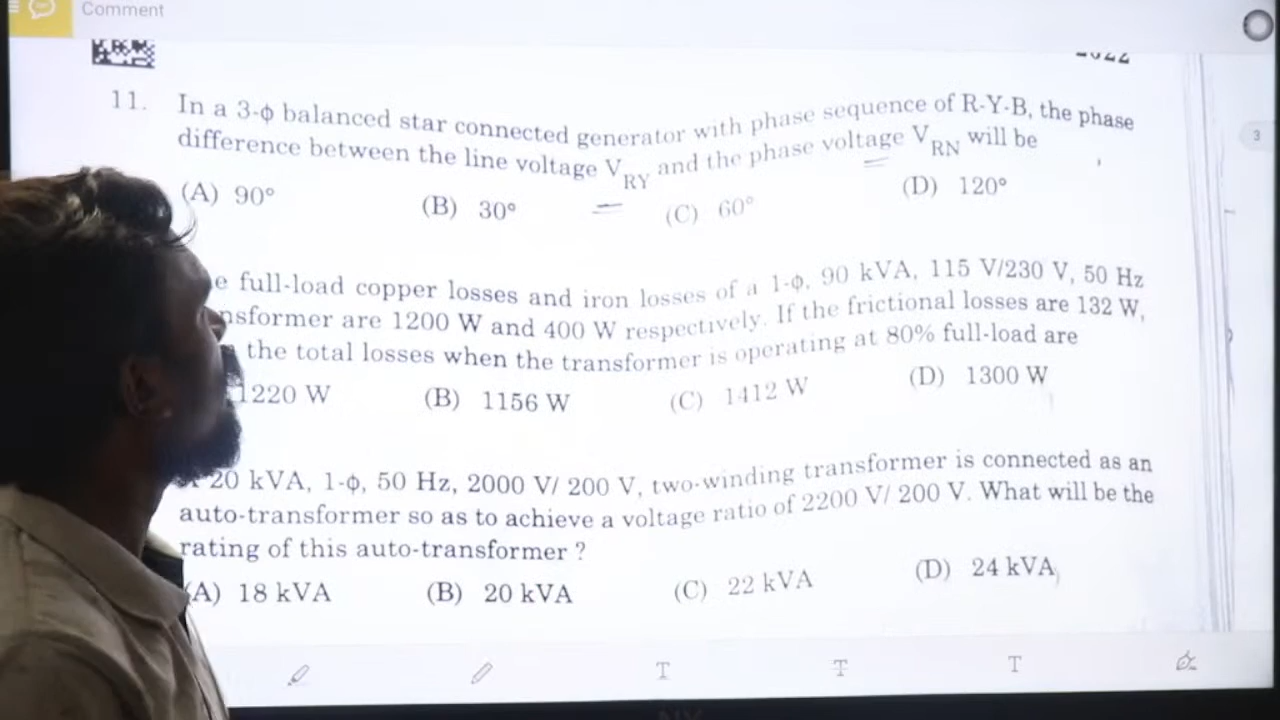 Comment
2022
11. In a 3-ϕ balanced star connected generator with phase sequence of R-Y-B, the phase
difference between the line voltage V_RY and the phase voltage V_RN will be
(A) 90° (B) 30° (C) 60° (D) 120°
3
full-load copper losses and iron losses of a 1-ϕ, 90 kVA, 115 V/230 V, 50 Hz
nsformer are 1200 W and 400 W respectively. If the frictional losses are 132 W,
the total losses when the transformer is operating at 80% full-load are
1220 W (B) 1156 W (C) 1412 W (D) 1300 W
20 kVA, 1-ϕ, 50 Hz, 2000 V/ 200 V, two-winding transformer is connected as an
auto-transformer so as to achieve a voltage ratio of 2200 V/ 200 V. What will be the
rating of this auto-transformer ?
(A) 18 kVA (B) 20 kVA (C) 22 kVA (D) 24 kVA
T T T